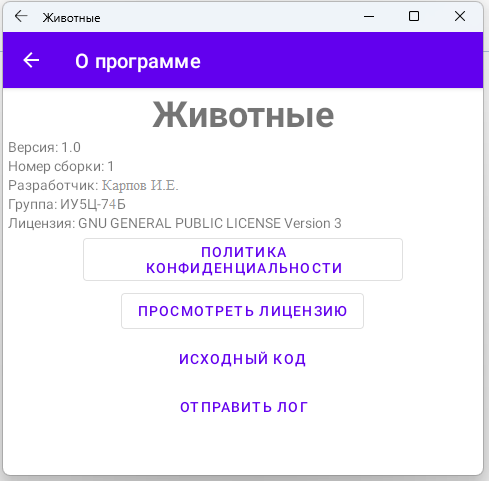 Животные
О программе
Животные
Версия: 1.0
Номер сборки: 1
Разработчик: Карпов И.Е.
Группа: ИУ5Ц-74Б
Лицензия: GNU GENERAL PUBLIC LICENSE Version 3
ПОЛИТИКА
КОНФИДЕНЦИАЛЬНОСТИ
ПРОСМОТРЕТЬ ЛИЦЕНЗИЮ
ИСХОДНЫЙ КОД
ОТПРАВИТЬ ЛОГ